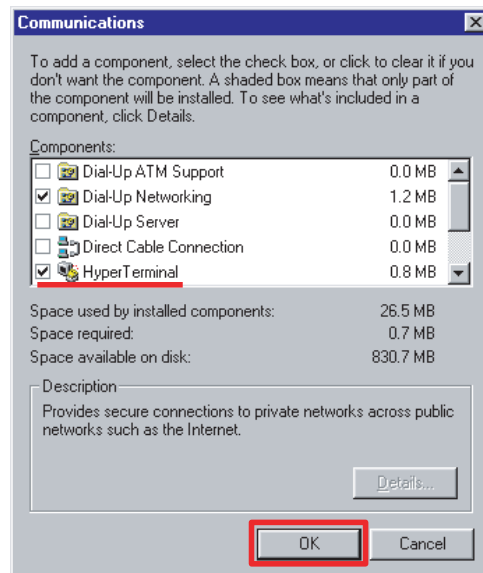 Communications
To add a component, select the check box, or click to clear it if you
don't want the component. A shaded box means that only part of
the component will be installed. To see what's included in a
component, click Details.
Components:
Dial-Up ATM Support 0.0 MB
Dial-Up Networking 1.2 MB
Dial-Up Server 0.0 MB
Direct Cable Connection 0.0 MB
HyperTerminal 0.8 MB
Space used by installed components: 26.5 MB
Space required: 0.7 MB
Space available on disk: 830.7 MB
Description
Provides secure connections to private networks across public
networks such as the Internet.
Details...
OK Cancel